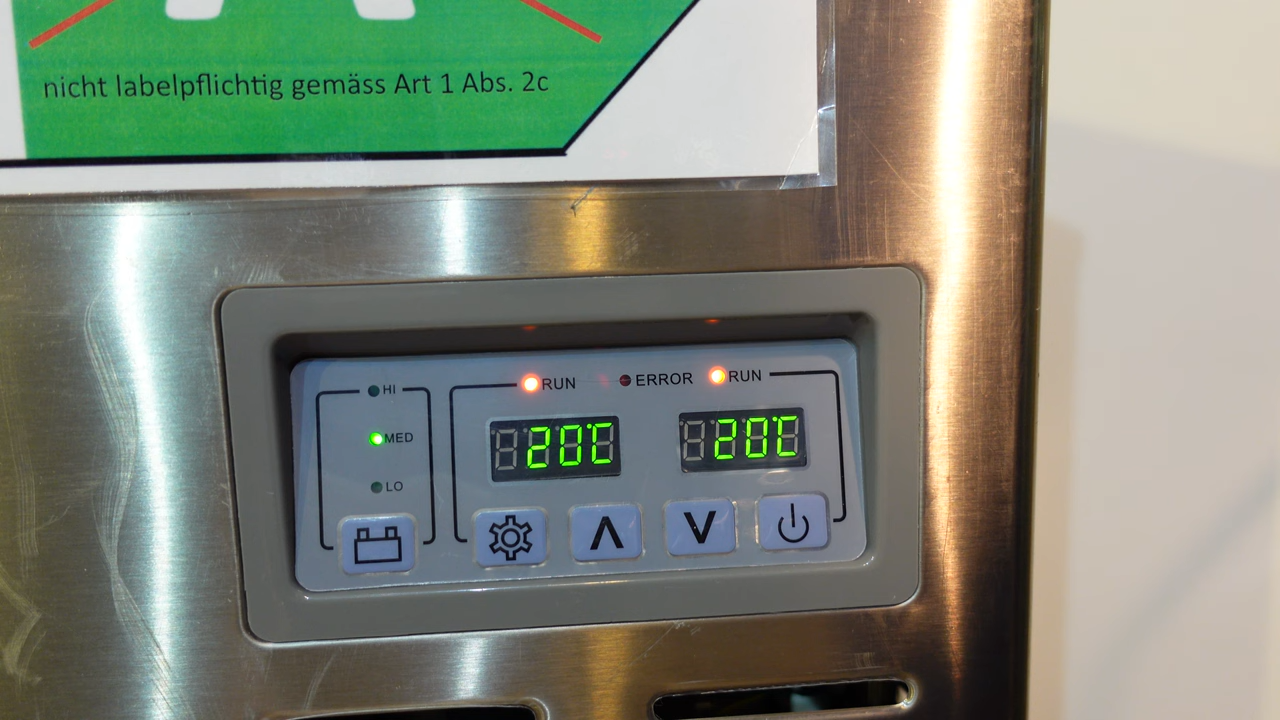 nicht labelpflichtig gemäss Art 1 Abs. 2c
HI
RUN
ERROR
RUN
MED
20°C
20°C
LO